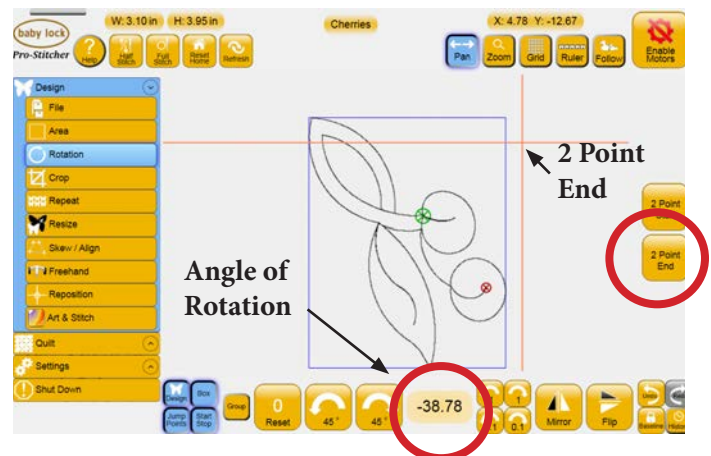 W: 3.10 in H: 3.95 in Cherries X: 4.78 Y: -12.67
baby lock
Pro-Stitcher
Help
Half Stitch
Full Stitch
Reset Home
Refresh
Pan
Zoom
Grid
Ruler
Follow
Enable Motors
Design
File
Area
Rotation
Crop
Repeat
Resize
Skew / Align
Freehand
Reposition
Art & Stitch
Quilt
Settings
Shut Down
2 Point
End
Angle of
Rotation
2 Point
2 Point
End
Design
Box
Jump Points
Start Stop
Group
0
Reset
45°
45°
-38.78
1
0.1
Mirror
Flip
Undo
Baseline